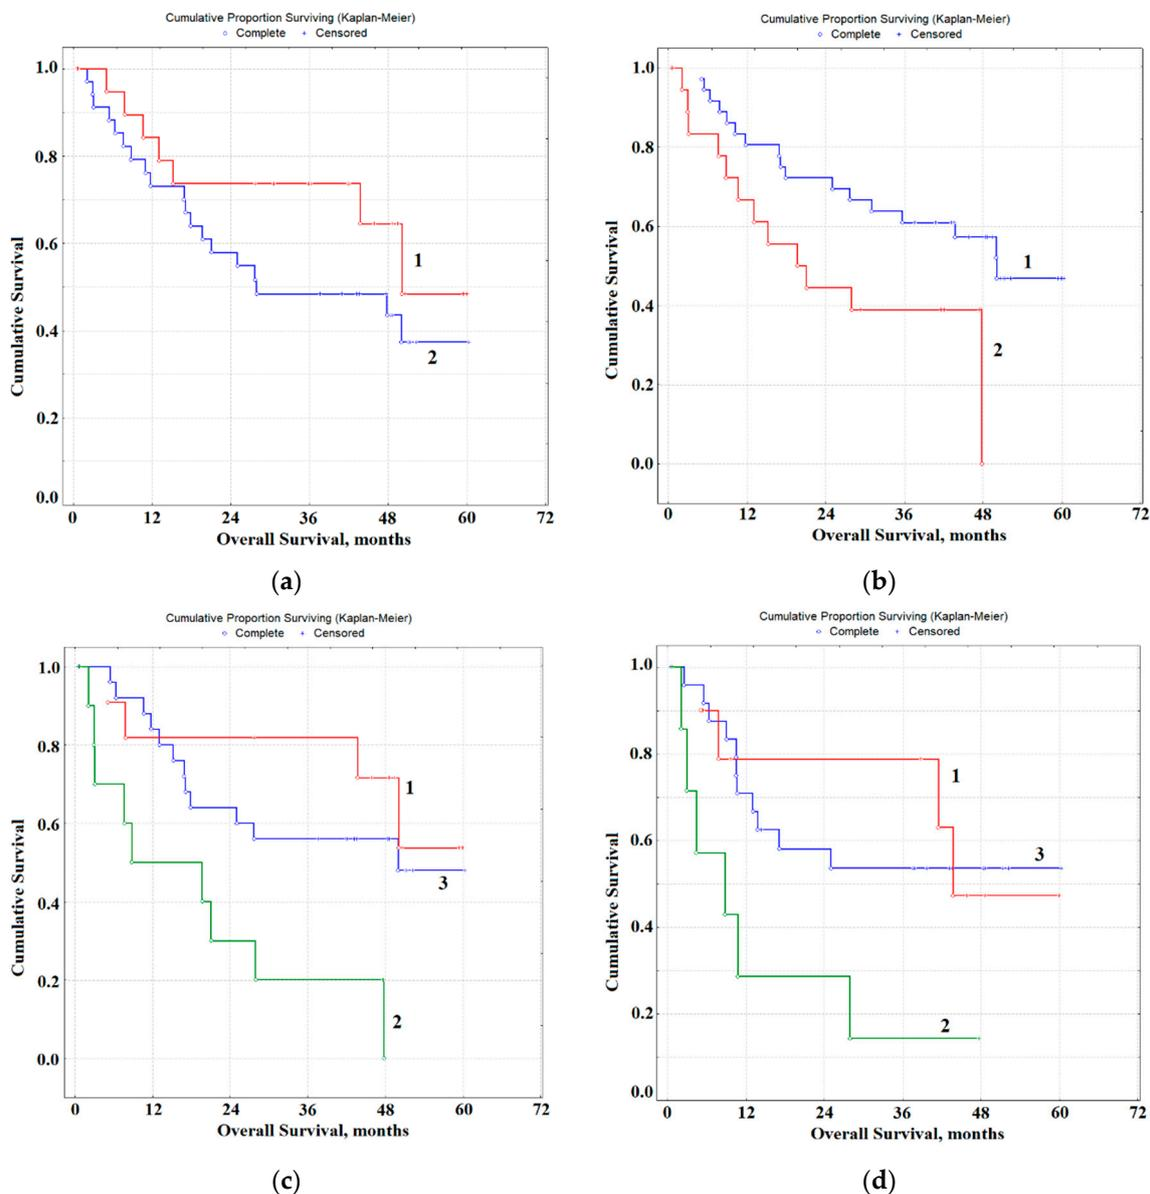 Cumulative Proportion Surviving (Kaplan-Meier)
Complete Censored
Cumulative Survival
1.0
0.8
0.6
0.4
0.2
0.0
1
2
0 12 24 36 48 60 72
Overall Survival, months
(a)
Cumulative Proportion Surviving (Kaplan-Meier)
Complete Censored
Cumulative Survival
1.0
0.8
0.6
0.4
0.2
0.0
1
2
0 12 24 36 48 60 72
Overall Survival, months
(b)
Cumulative Proportion Surviving (Kaplan-Meier)
Complete Censored
Cumulative Survival
1.0
0.8
0.6
0.4
0.2
0.0
1
3
2
0 12 24 36 48 60 72
Overall Survival, months
(c)
Cumulative Proportion Surviving (Kaplan-Meier)
Complete Censored
Cumulative Survival
1.0
0.8
0.6
0.4
0.2
0.0
1
3
2
0 12 24 36 48 60 72
Overall Survival, months
(d)